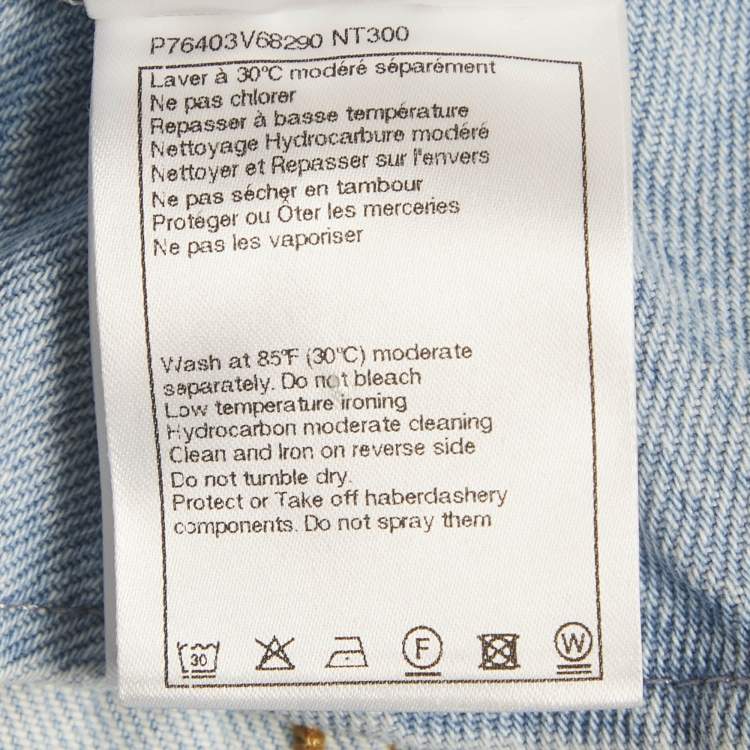 P76403V68290 NT300
Laver à 30°C modéré séparément
Ne pas chlorer
Repasser à basse température
Nettoyage Hydrocarbure modéré
Nettoyer et Repasser sur l'envers
Ne pas sécher en tambour
Protéger ou Ôter les merceries
Ne pas les vaporiser
Wash at 85°F (30°C) moderate
separately. Do not bleach
Low temperature ironing
Hydrocarbon moderate cleaning
Clean and Iron on reverse side
Do not tumble dry.
Protect or Take off haberdashery
components. Do not spray them
30 F W